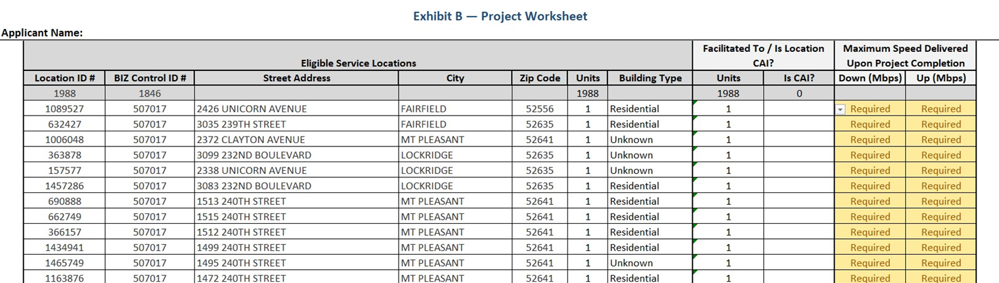 Exhibit B — Project Worksheet
Applicant Name:
Eligible Service Locations
Facilitated To / Is Location CAI?
Maximum Speed Delivered Upon Project Completion
Location ID # BIZ Control ID # Street Address City Zip Code Units Building Type Units Is CAI? Down (Mbps) Up (Mbps)
1988 1846 1988 1988 0
1089527 507017 2426 UNICORN AVENUE FAIRFIELD 52556 1 Residential 1 Required Required
632427 507017 3035 239TH STREET FAIRFIELD 52635 1 Residential 1 Required Required
1006048 507017 2372 CLAYTON AVENUE MT PLEASANT 52641 1 Unknown 1 Required Required
363878 507017 3099 232ND BOULEVARD LOCKRIDGE 52635 1 Unknown 1 Required Required
157577 507017 2338 UNICORN AVENUE LOCKRIDGE 52635 1 Unknown 1 Required Required
1457286 507017 3083 232ND BOULEVARD LOCKRIDGE 52635 1 Residential 1 Required Required
690888 507017 1513 240TH STREET MT PLEASANT 52641 1 Residential 1 Required Required
662749 507017 1515 240TH STREET MT PLEASANT 52641 1 Residential 1 Required Required
366157 507017 1512 240TH STREET MT PLEASANT 52641 1 Residential 1 Required Required
1434941 507017 1499 240TH STREET MT PLEASANT 52641 1 Residential 1 Required Required
1465749 507017 1495 240TH STREET MT PLEASANT 52641 1 Unknown 1 Required Required
1163876 507017 1472 240TH STREET MT PLEASANT 52641 1 Residential 1 Required Required